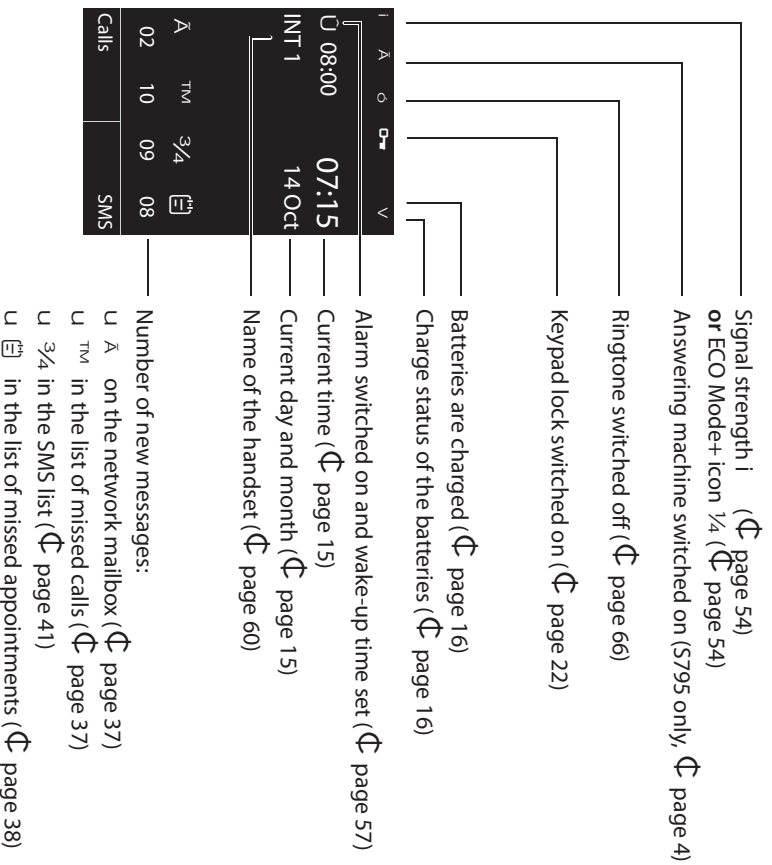 i Ã ó V
Û 08:00 07:15
INT 1 14 Oct
Ã ™ ¾
02 10 09 08
Calls SMS
Signal strength i (₵ page 54)
or ECO Mode+ icon ¼ (₵ page 54)
Answering machine switched on (S795 only, ₵ page 4)
Ringtone switched off (₵ page 66)
Keypad lock switched on (₵ page 22)
Batteries are charged (₵ page 16)
Charge status of the batteries (₵ page 16)
Alarm switched on and wake-up time set (₵ page 57)
Current time (₵ page 15)
Current day and month (₵ page 15)
Name of the handset (₵ page 60)
Number of new messages:
u Ã on the network mailbox (₵ page 37)
u ™ in the list of missed calls (₵ page 37)
u ¾ in the SMS list (₵ page 41)
u in the list of missed appointments (₵ page 38)